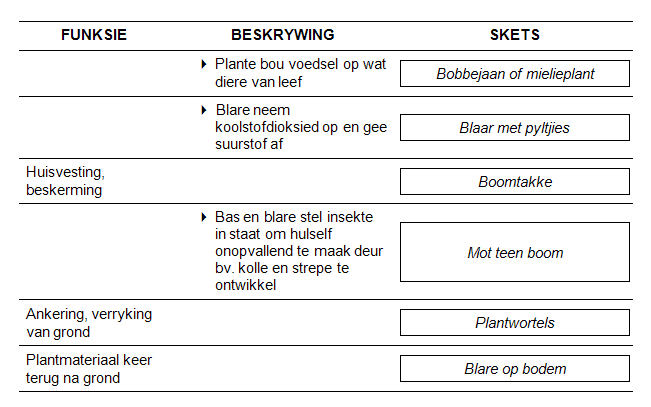 FUNKSIE BESKRYWING SKETS
Plante bou voedsel op wat
diere van leef
Bobbejaan of mielieplant
Blare neem
koolstofdioksied op en gee
suurstof af
Blaar met pyltjies
Huisvesting,
beskerming
Boomtakke
Bas en blare stel insekte
in staat om hulself
onopvallend te maak deur
bv. kolle en strepe te
ontwikkel
Mot teen boom
Ankering, verryking
van grond
Plantwortels
Plantmateriaal keer
terug na grond
Blare op bodem